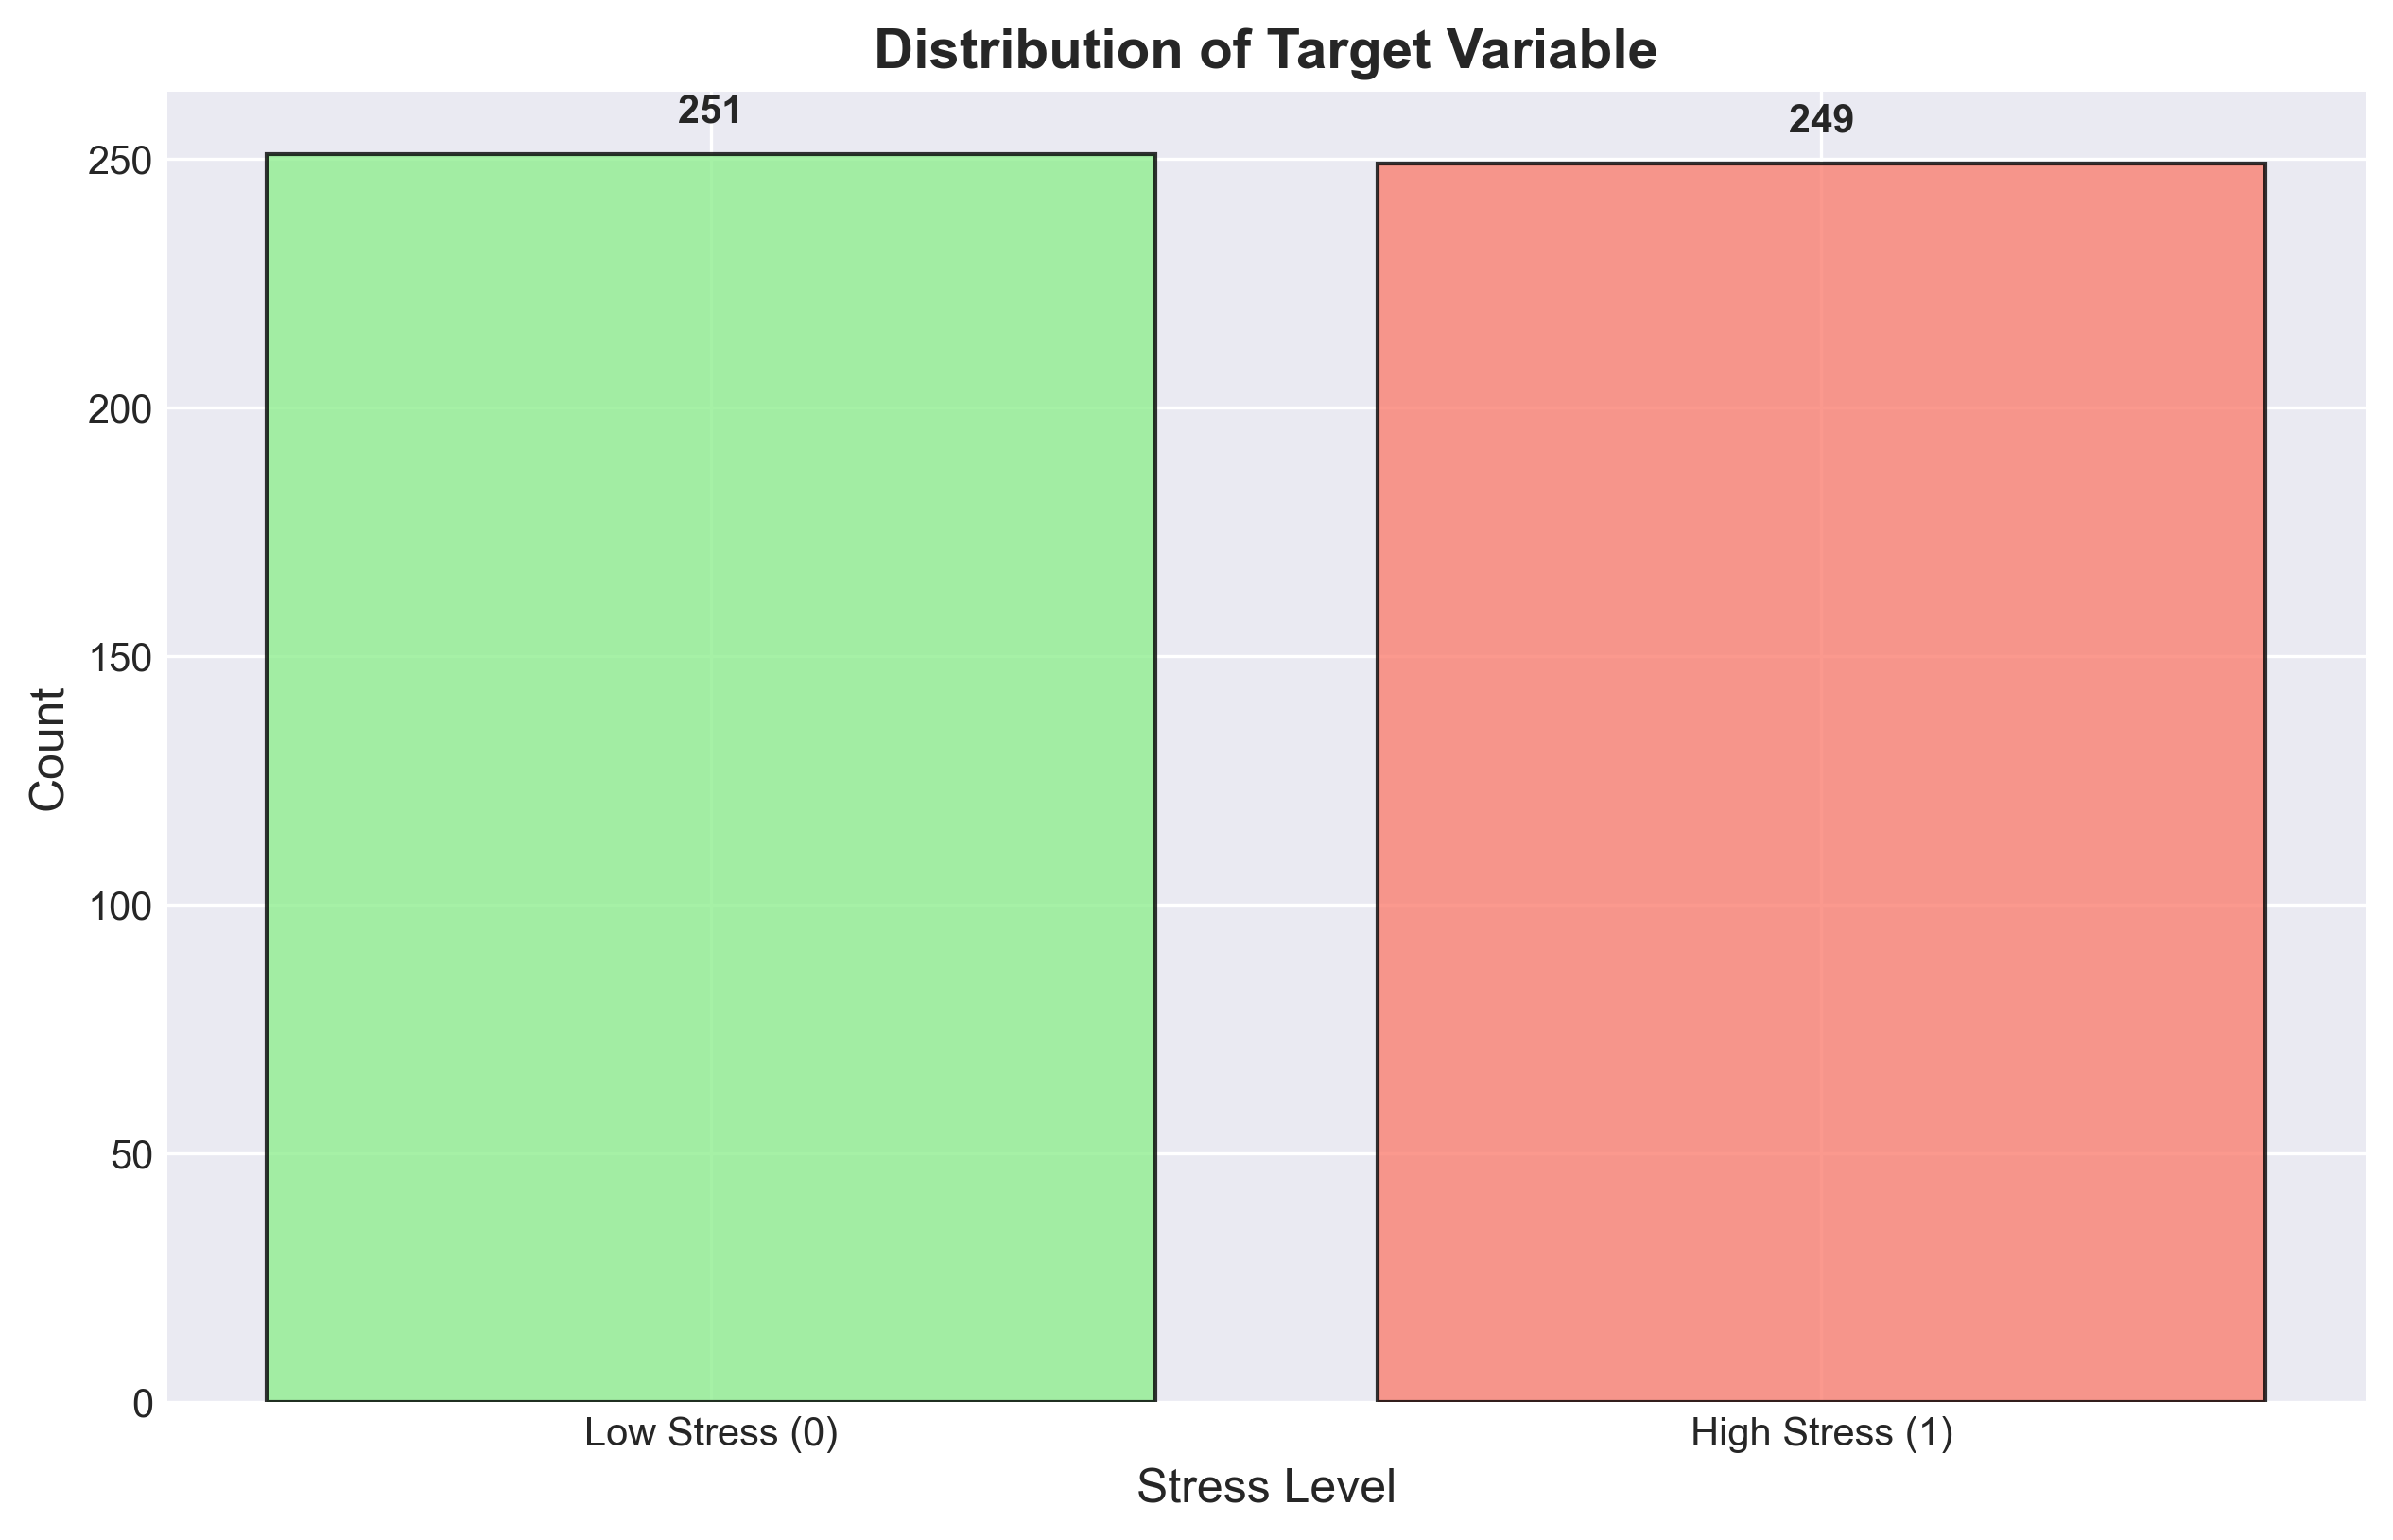 Distribution of Target Variable
251
249
250
200
150
100
50
0
Count
Low Stress (0)
High Stress (1)
Stress Level